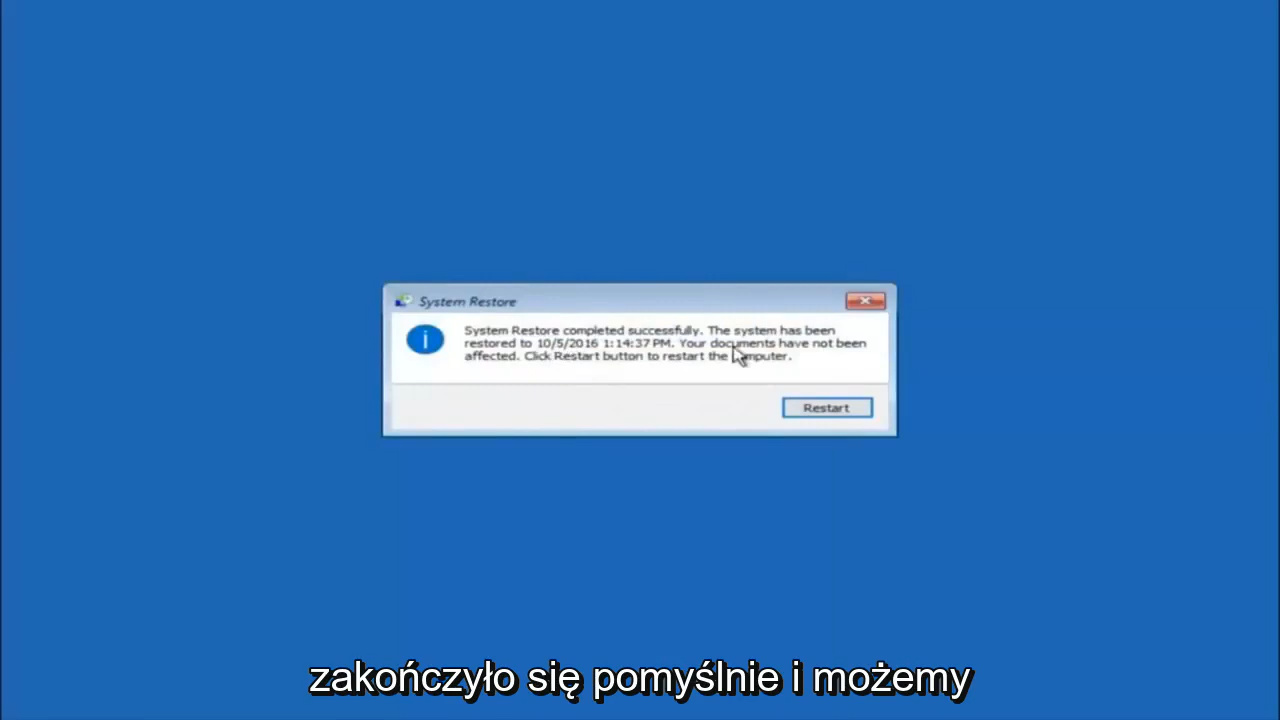 System Restore
System Restore completed successfully. The system has been
restored to 10/5/2016 1:14:37 PM. Your documents have not been
affected. Click Restart button to restart the computer.
Restart
zakończyło się pomyślnie i możemy